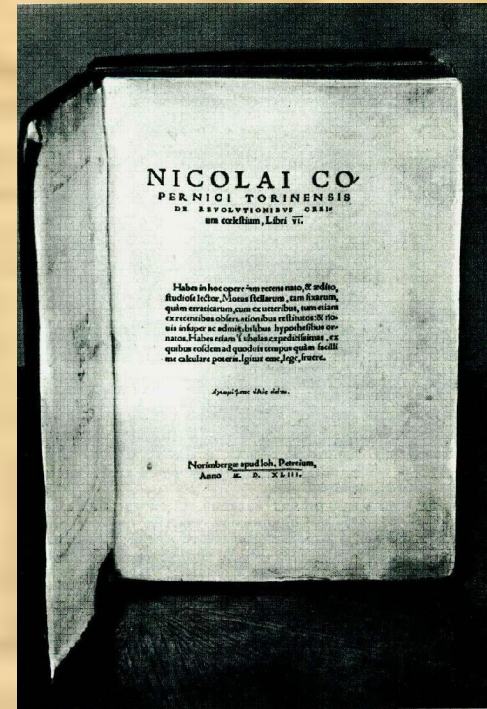 NICOLAI CO
PERNICI TORINENSIS
DE REVOLVTIONIBVS ORBI-
um cœlestium, Libri VI.
Habes in hoc opere iam recens nato, & ædito,
studiose lector, Motus stellarum, tam fixarum,
quàm erraticarum, cum ex ueteribus, tum etiam
ex recentibus obseruationibus restitutos: & no-
uis insuper ac admirabilibus hypothesibus or-
natos. Habes etiam Tabulas expeditissimas, ex
quibus eosdem ad quoduis tempus quàm facilli
me calculare poteris. Igitur eme, lege, fruere.
Norimbergæ apud Ioh. Petreium,
Anno M. D. XLIII.